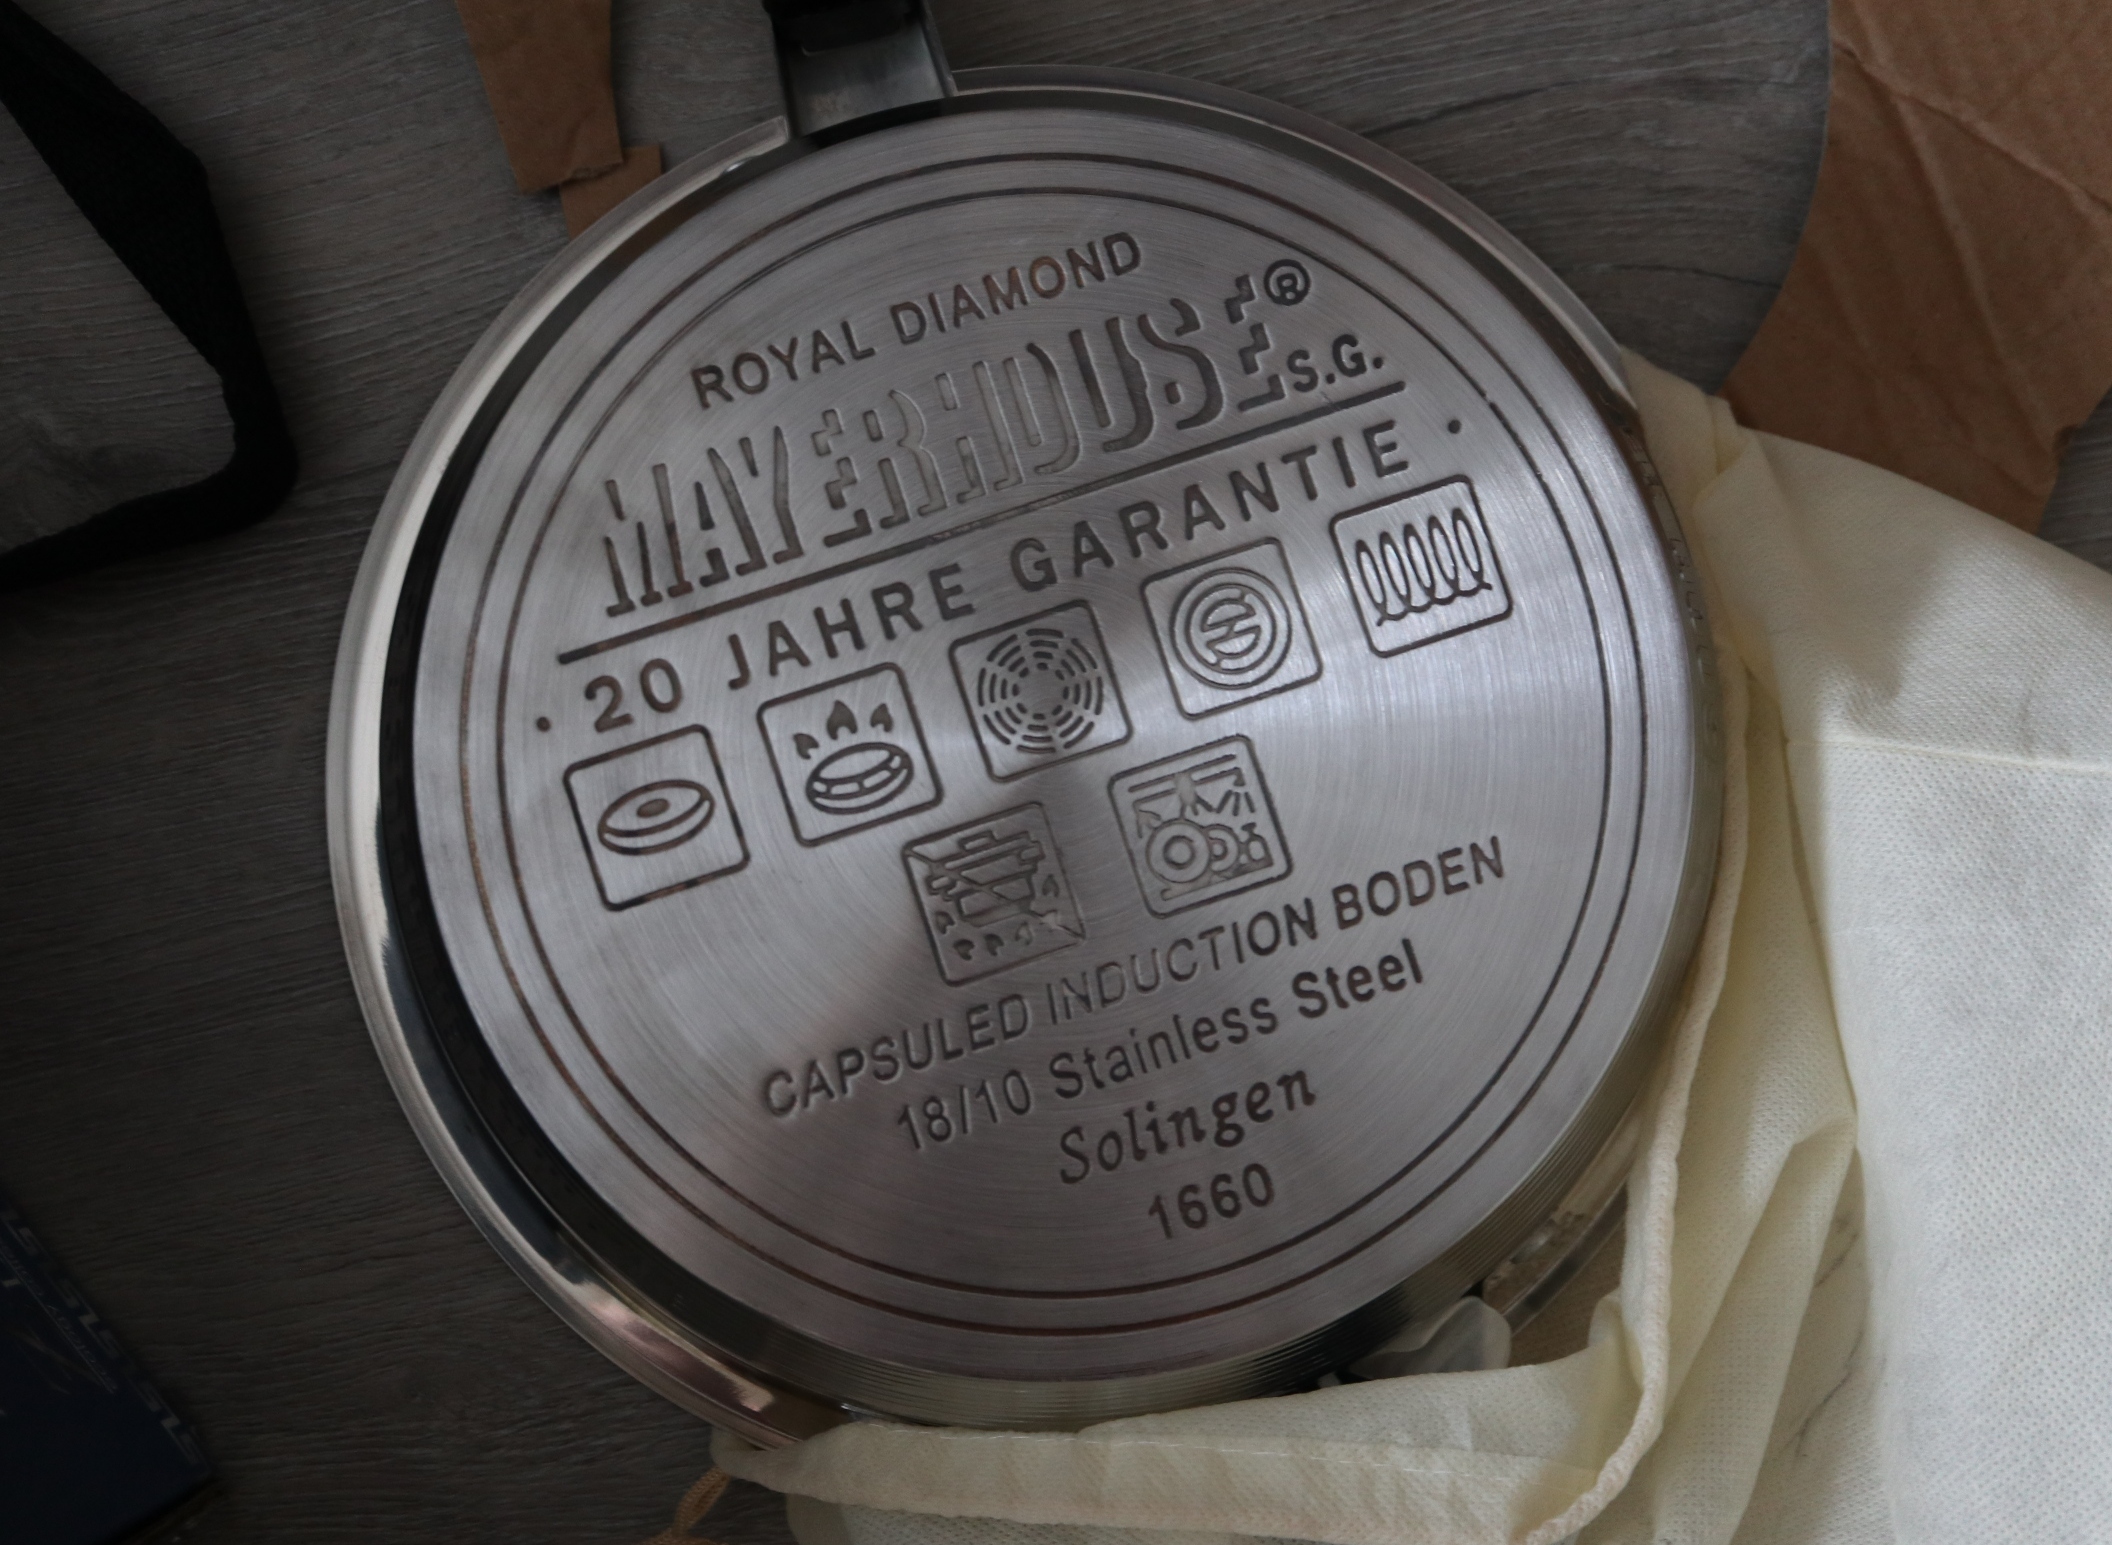 ROYAL DIAMOND
MAYERHOUSE®
S.G.
· 20 JAHRE GARANTIE ·
CAPSULED INDUCTION BODEN
18/10 Stainless Steel
Solingen
1660